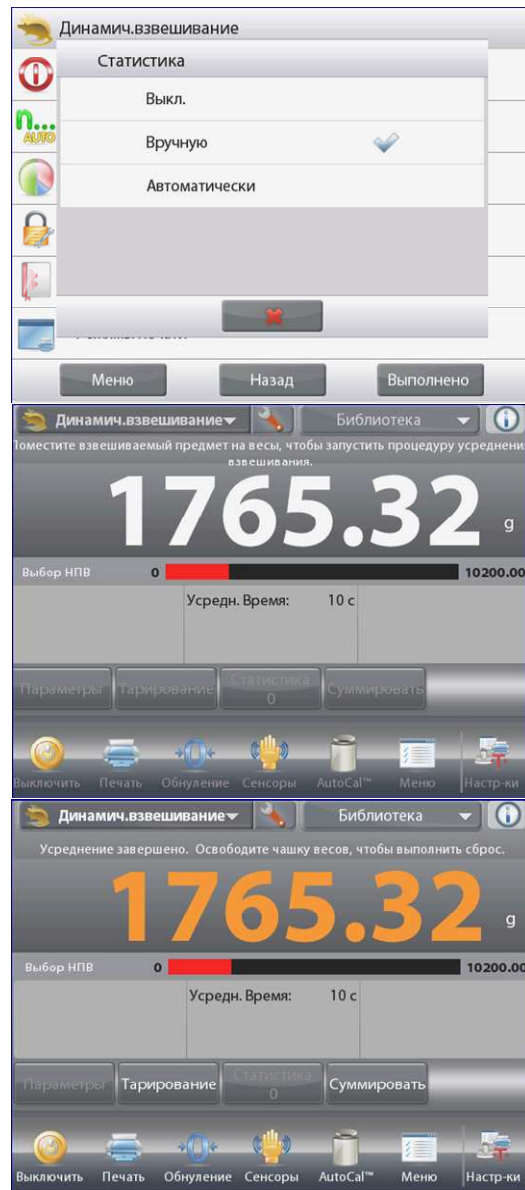 Динамич.взвешивание
Статистика
Выкл.
n...
AUTO
Вручную
Автоматически
Меню
Назад
Выполнено
Динамич.взвешивание
Библиотека
Поместите взвешиваемый предмет на весы, чтобы запустить процедуру усреднени
взвешивания.
1765.32 g
Выбор НПВ 0 10200.00
Усредн. Время: 10 с
Параметры Тарирование Статистика Суммировать
0
Выключить Печать Обнуление Сенсоры AutoCal™ Меню Настр-ки
Динамич.взвешивание
Библиотека
Усреднение завершено. Освободите чашку весов, чтобы выполнить сброс.
1765.32 g
Выбор НПВ 0 10200.00
Усредн. Время: 10 с
Параметры Тарирование Статистика Суммировать
0
Выключить Печать Обнуление Сенсоры AutoCal™ Меню Настр-ки